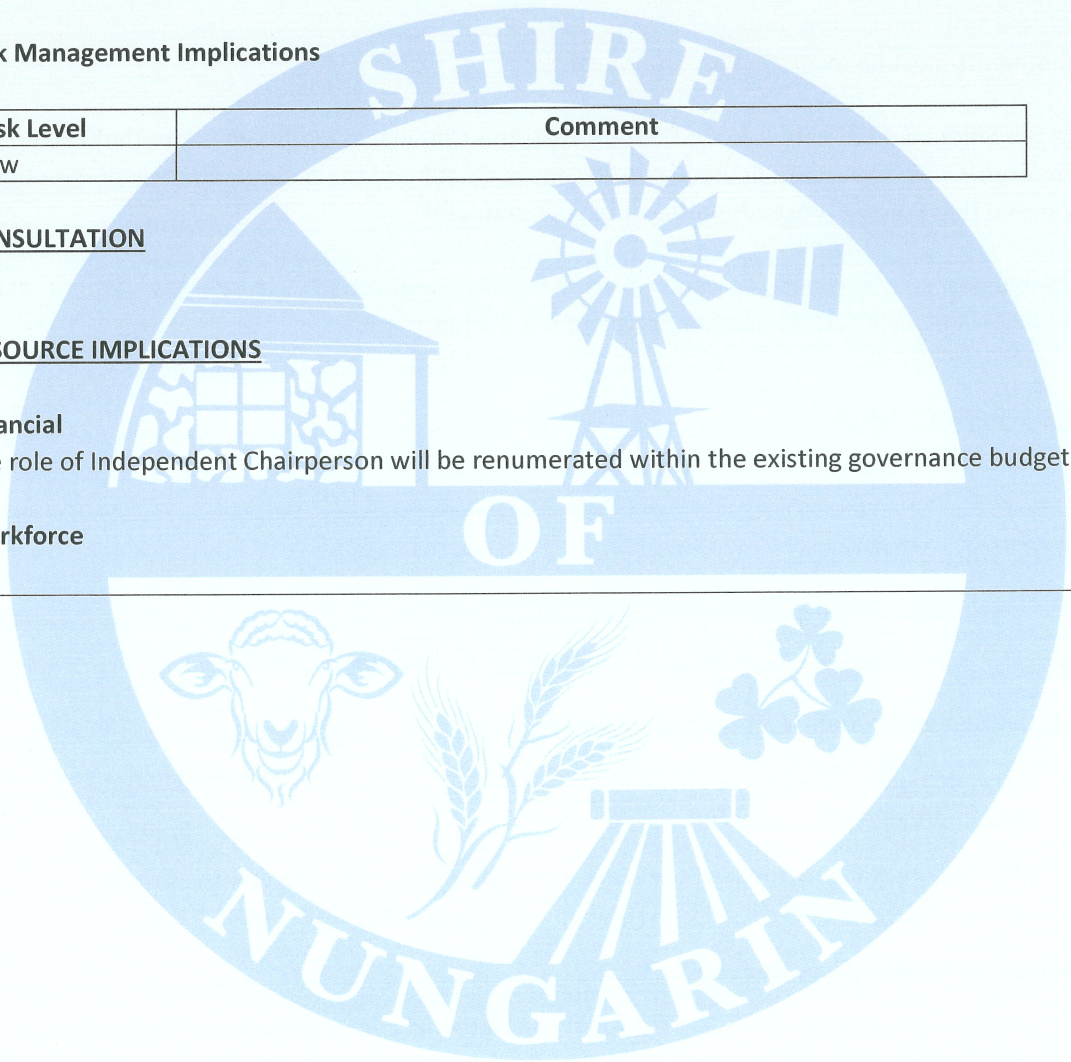 k Management Implications
sk Level Comment
w
NSULTATION
SOURCE IMPLICATIONS
ancial
e role of Independent Chairperson will be renumerated within the existing governance budget
rkforce
SHIRE
OF
NUNGARIN